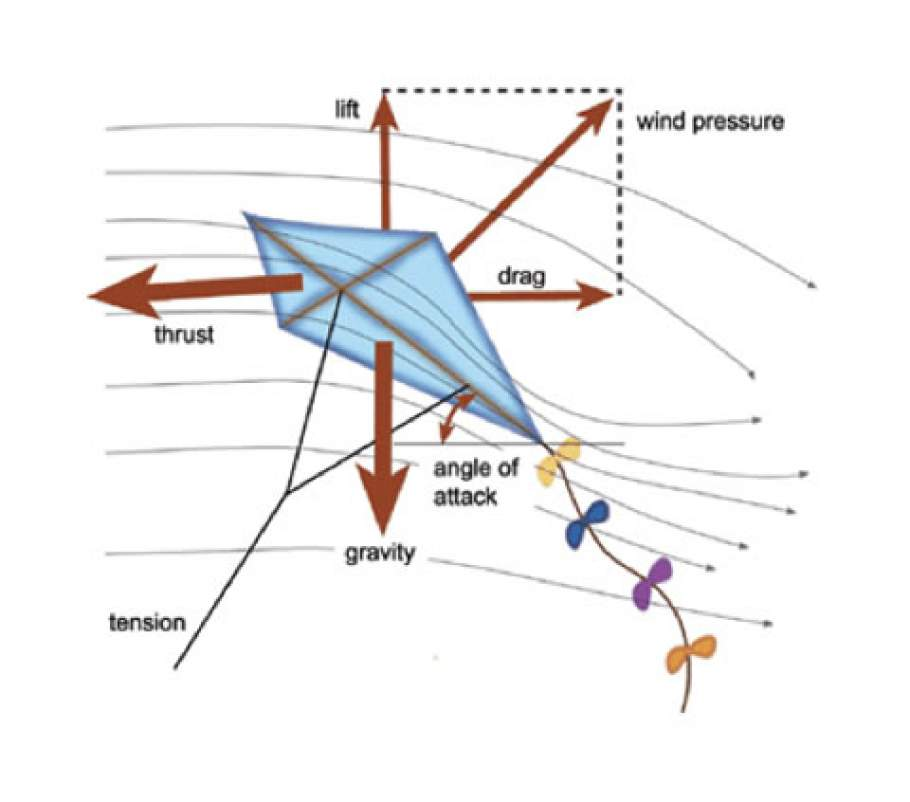 lift
wind pressure
drag
thrust
angle of
attack
gravity
tension